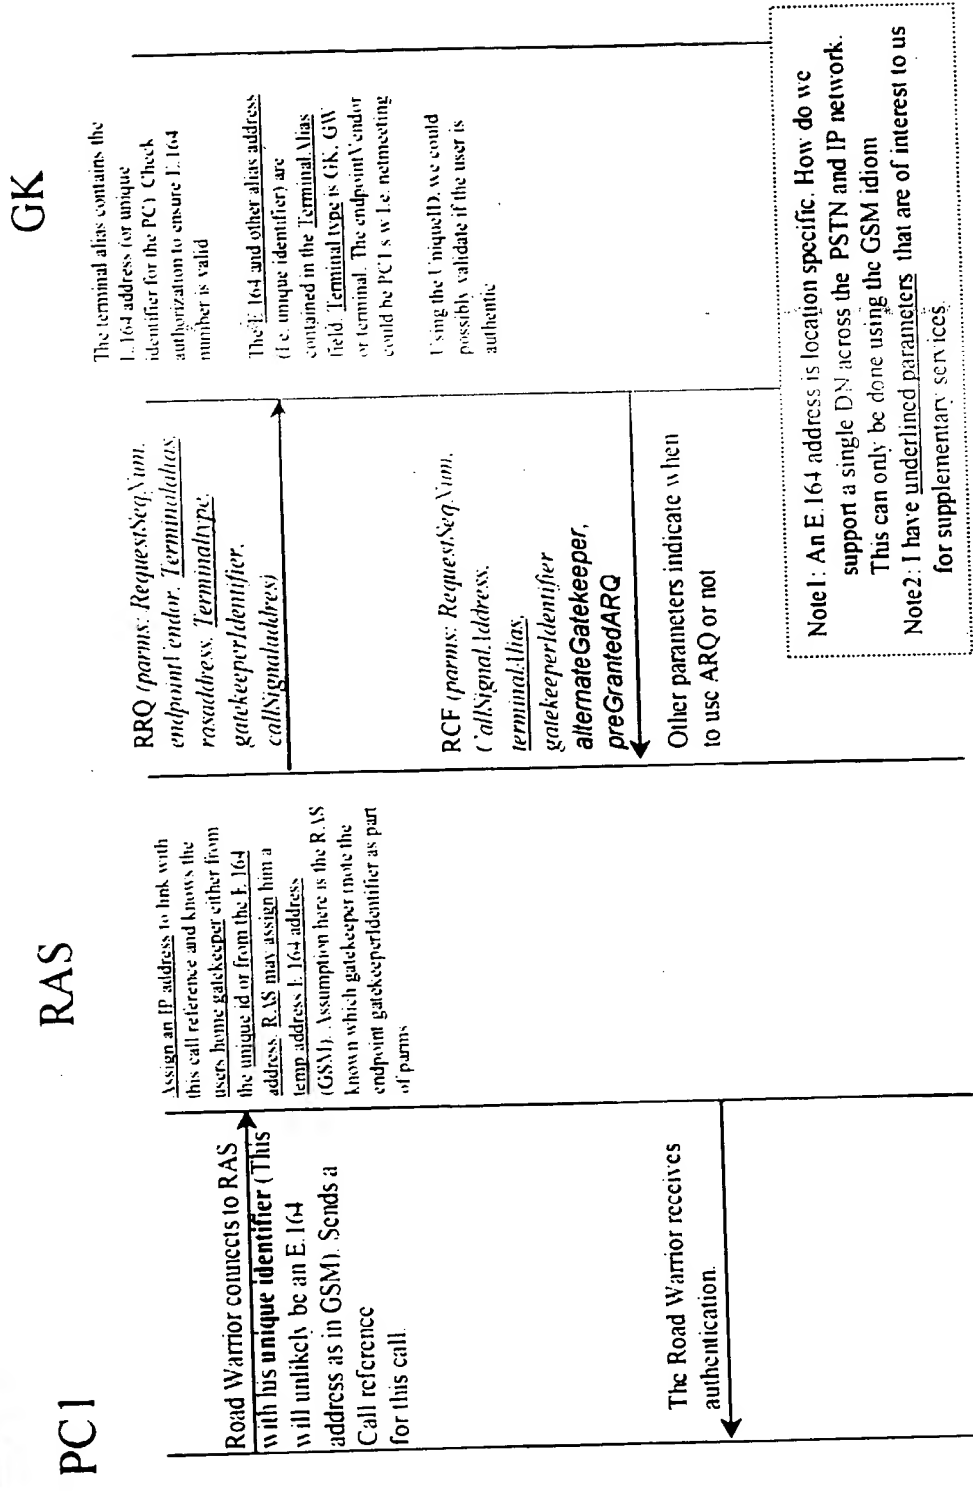 PC1
RAS
GK
Road Warrior connects to RAS
with his unique identifier (This
will unlikely be an E.164
address as in GSM). Sends a
Call reference
for this call.
The Road Warrior receives
authentication.
Assign an IP address to link with
this call reference and knows the
users home gatekeeper either from
the unique id or from the E.164
address. RAS may assign him a
temp address E.164 address
(GSM). Assumption here is the RAS
known which gatekeeper (note the
endpoint gatekeeperIdentifier as part
of parms
RRQ (parms: RequestSeqNum,
endpointVendor, Terminalalias,
rasaddress, Terminaltype,
gatekeeperIdentifier,
callSignaladdress)
RCF (parms: RequestSeqNum,
CallSignalAddress,
terminalAlias,
gatekeeperIdentifier
alternateGatekeeper,
preGrantedARQ
Other parameters indicate when
to use ARQ or not
The terminal alias contains the
E.164 address (or unique
identifier for the PC) Check
authorization to ensure E.164
number is valid
The E.164 and other alias address
(I.e. unique identifier) are
contained in the TerminalAlias
field. Terminal type is GK, GW
or terminal. The endpointVendor
could be PC1 s w I.e. netmeeting
Using the UniqueID, we could
possibly validate if the user is
authentic
Note1: An E.164 address is location specific. How do we
support a single DN across the PSTN and IP network.
This can only be done using the GSM idiom
Note2: I have underlined parameters that are of interest to us
for supplementary services.